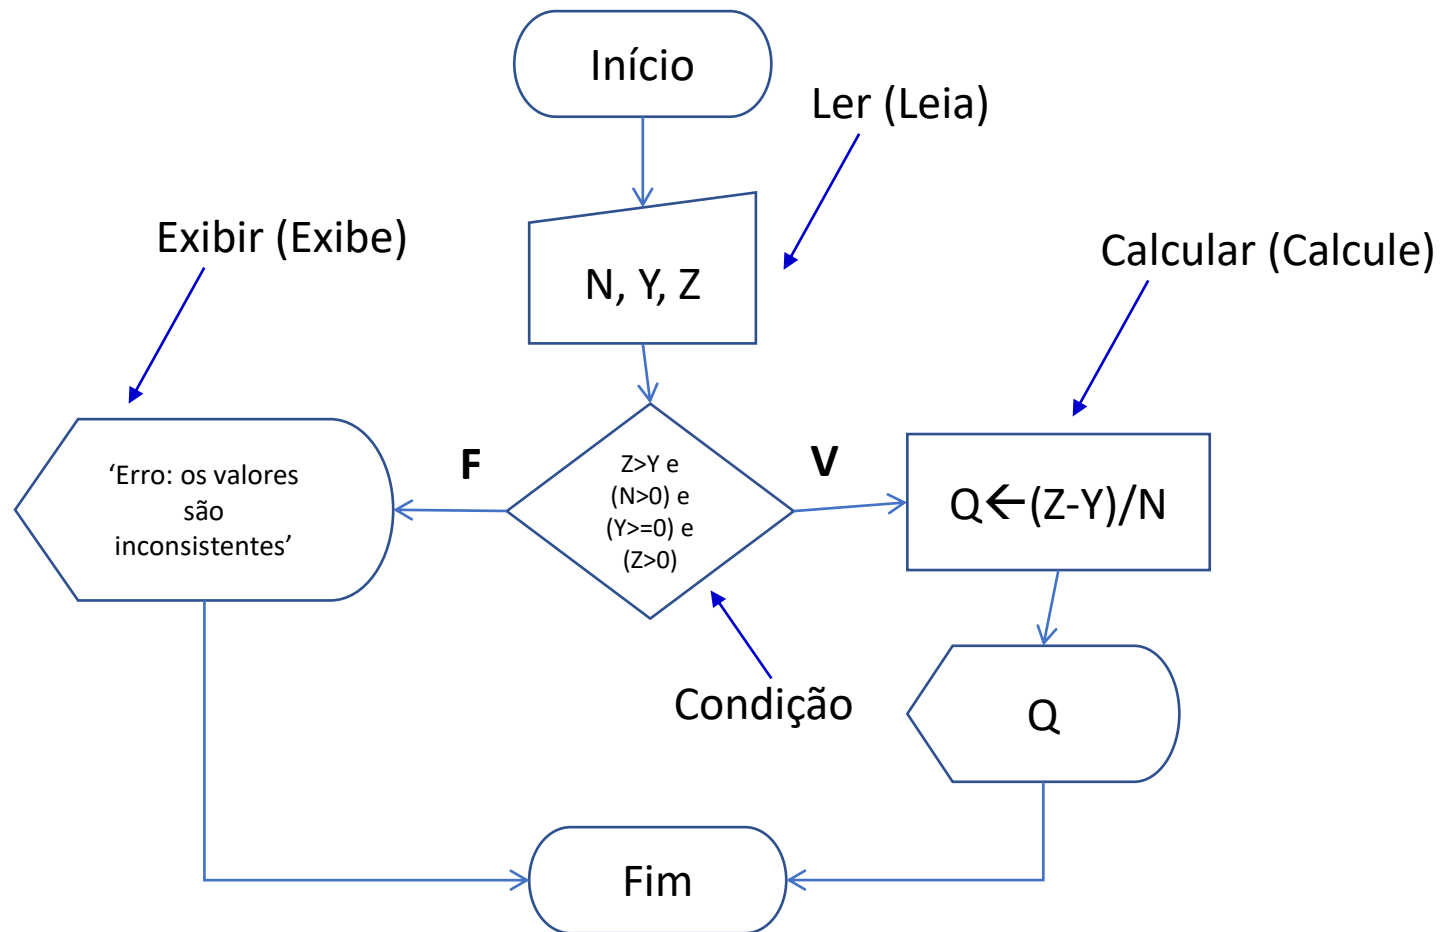 Início
Ler (Leia)
Exibir (Exibe)
N, Y, Z
Calcular (Calcule)
F
V
Z>Y e
(N>0) e
(Y>=0) e
(Z>0)
‘Erro: os valores
são
inconsistentes’
Q←(Z-Y)/N
Condição
Q
Fim